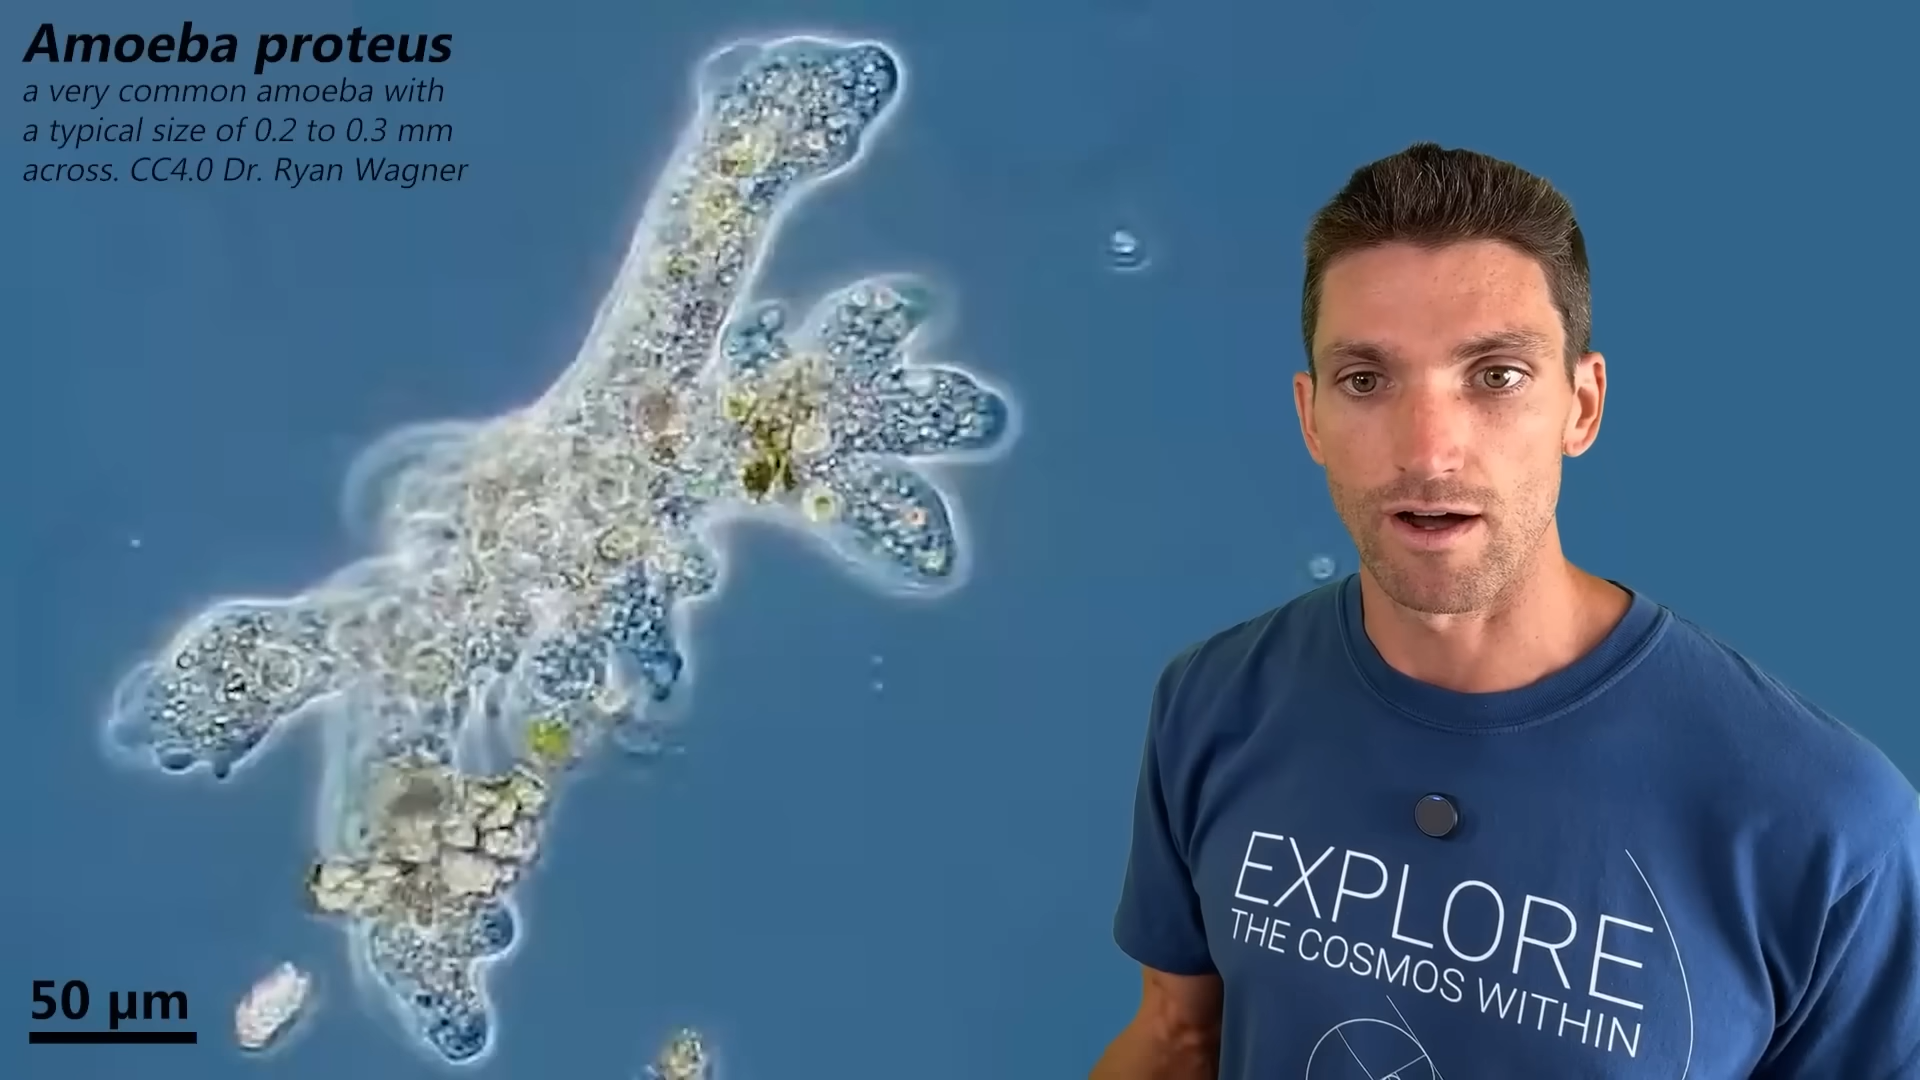 Amoeba proteus
a very common amoeba with
a typical size of 0.2 to 0.3 mm
across. CC4.0 Dr. Ryan Wagner
50 µm
EXPLORE
THE COSMOS WITHIN